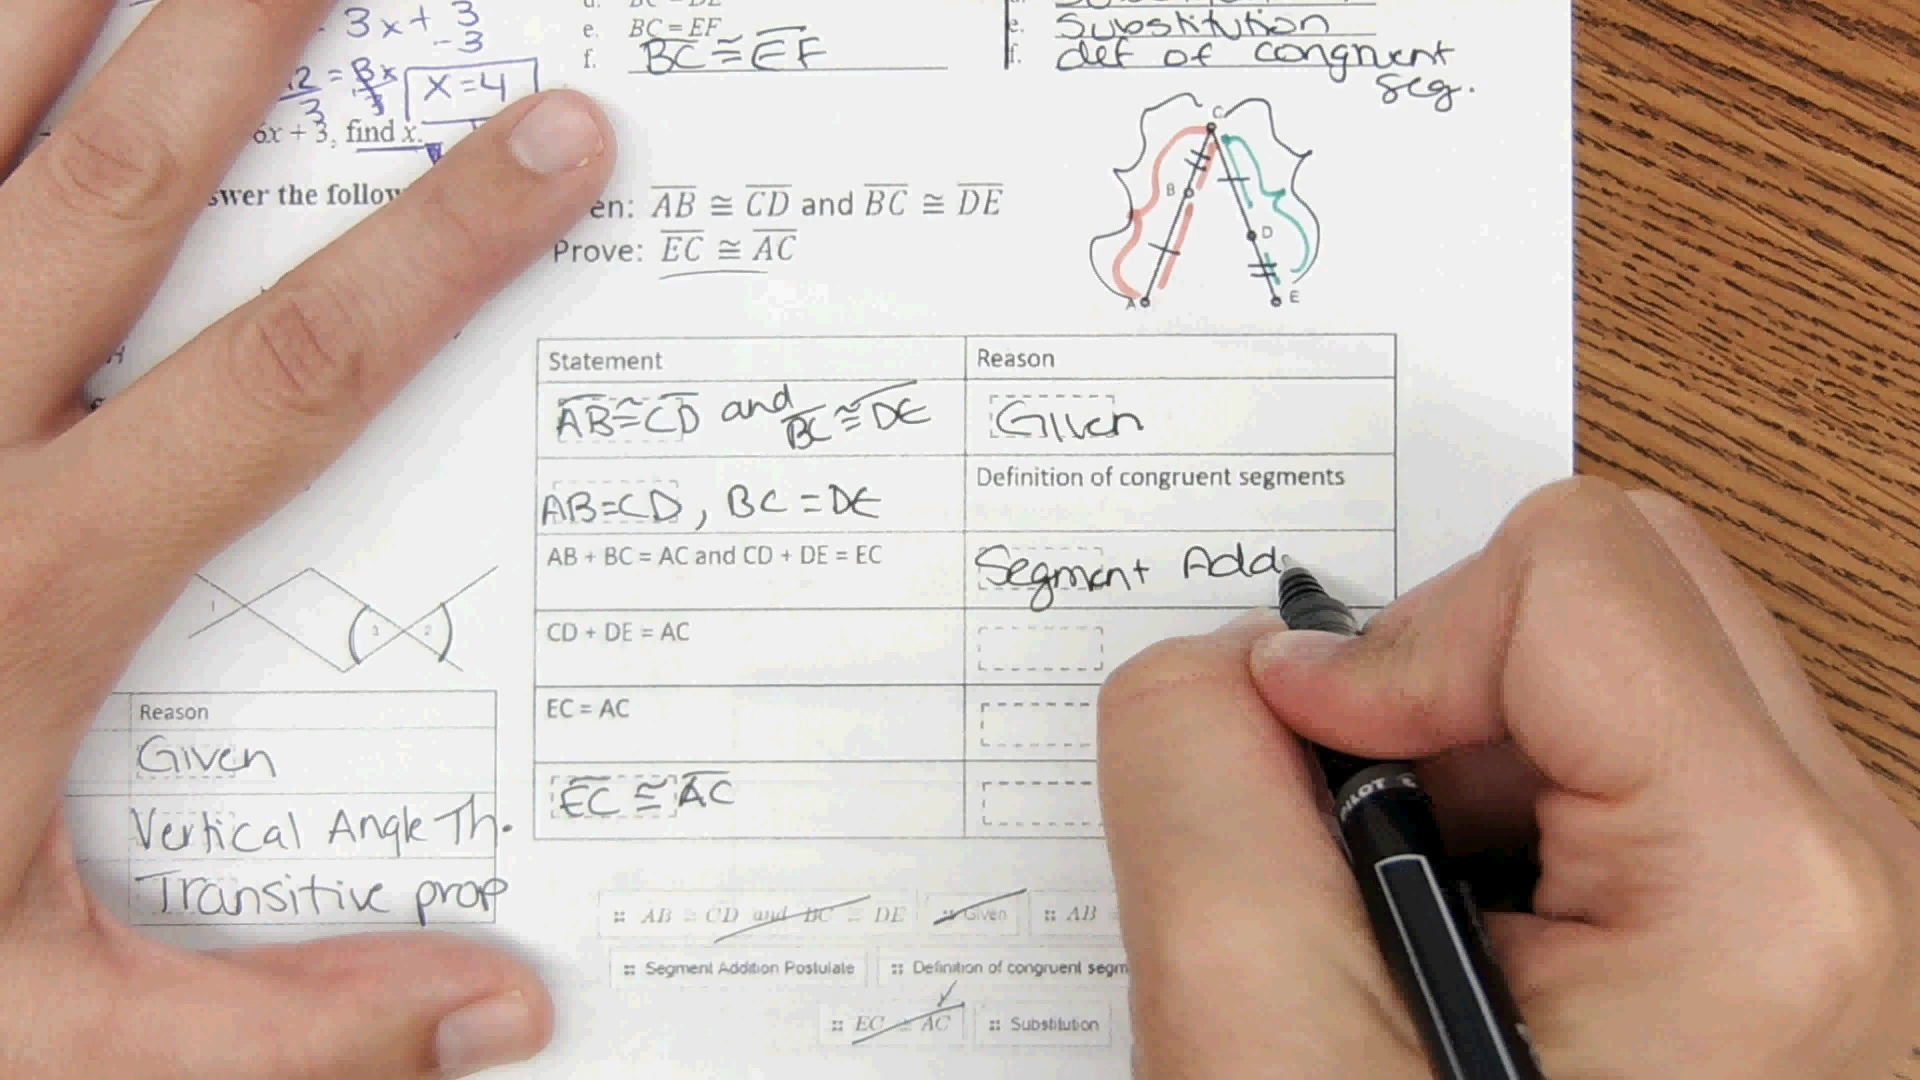 3x + 3
- 3
= 3x
3 3
x = 4
6x + 3, find x.
swer the follow
e. BC = EF
f. BC ≅ EF
e. Substitution
f. def of congruent
seg.
en: AB ≅ CD and BC ≅ DE
Prove: EC ≅ AC
C
B
D
A
E
Statement Reason
AB ≅ CD and BC ≅ DE Given
AB = CD, BC = DE Definition of congruent segments
AB + BC = AC and CD + DE = EC Segment Add
CD + DE = AC
EC = AC
EC ≅ AC
1 3 2
Reason
Given
Vertical Angle Th.
Transitive prop
AB ≅ CD and BC ≅ DE Given AB
Segment Addition Postulate Definition of congruent segm
EC ≅ AC Substitution
PILOT